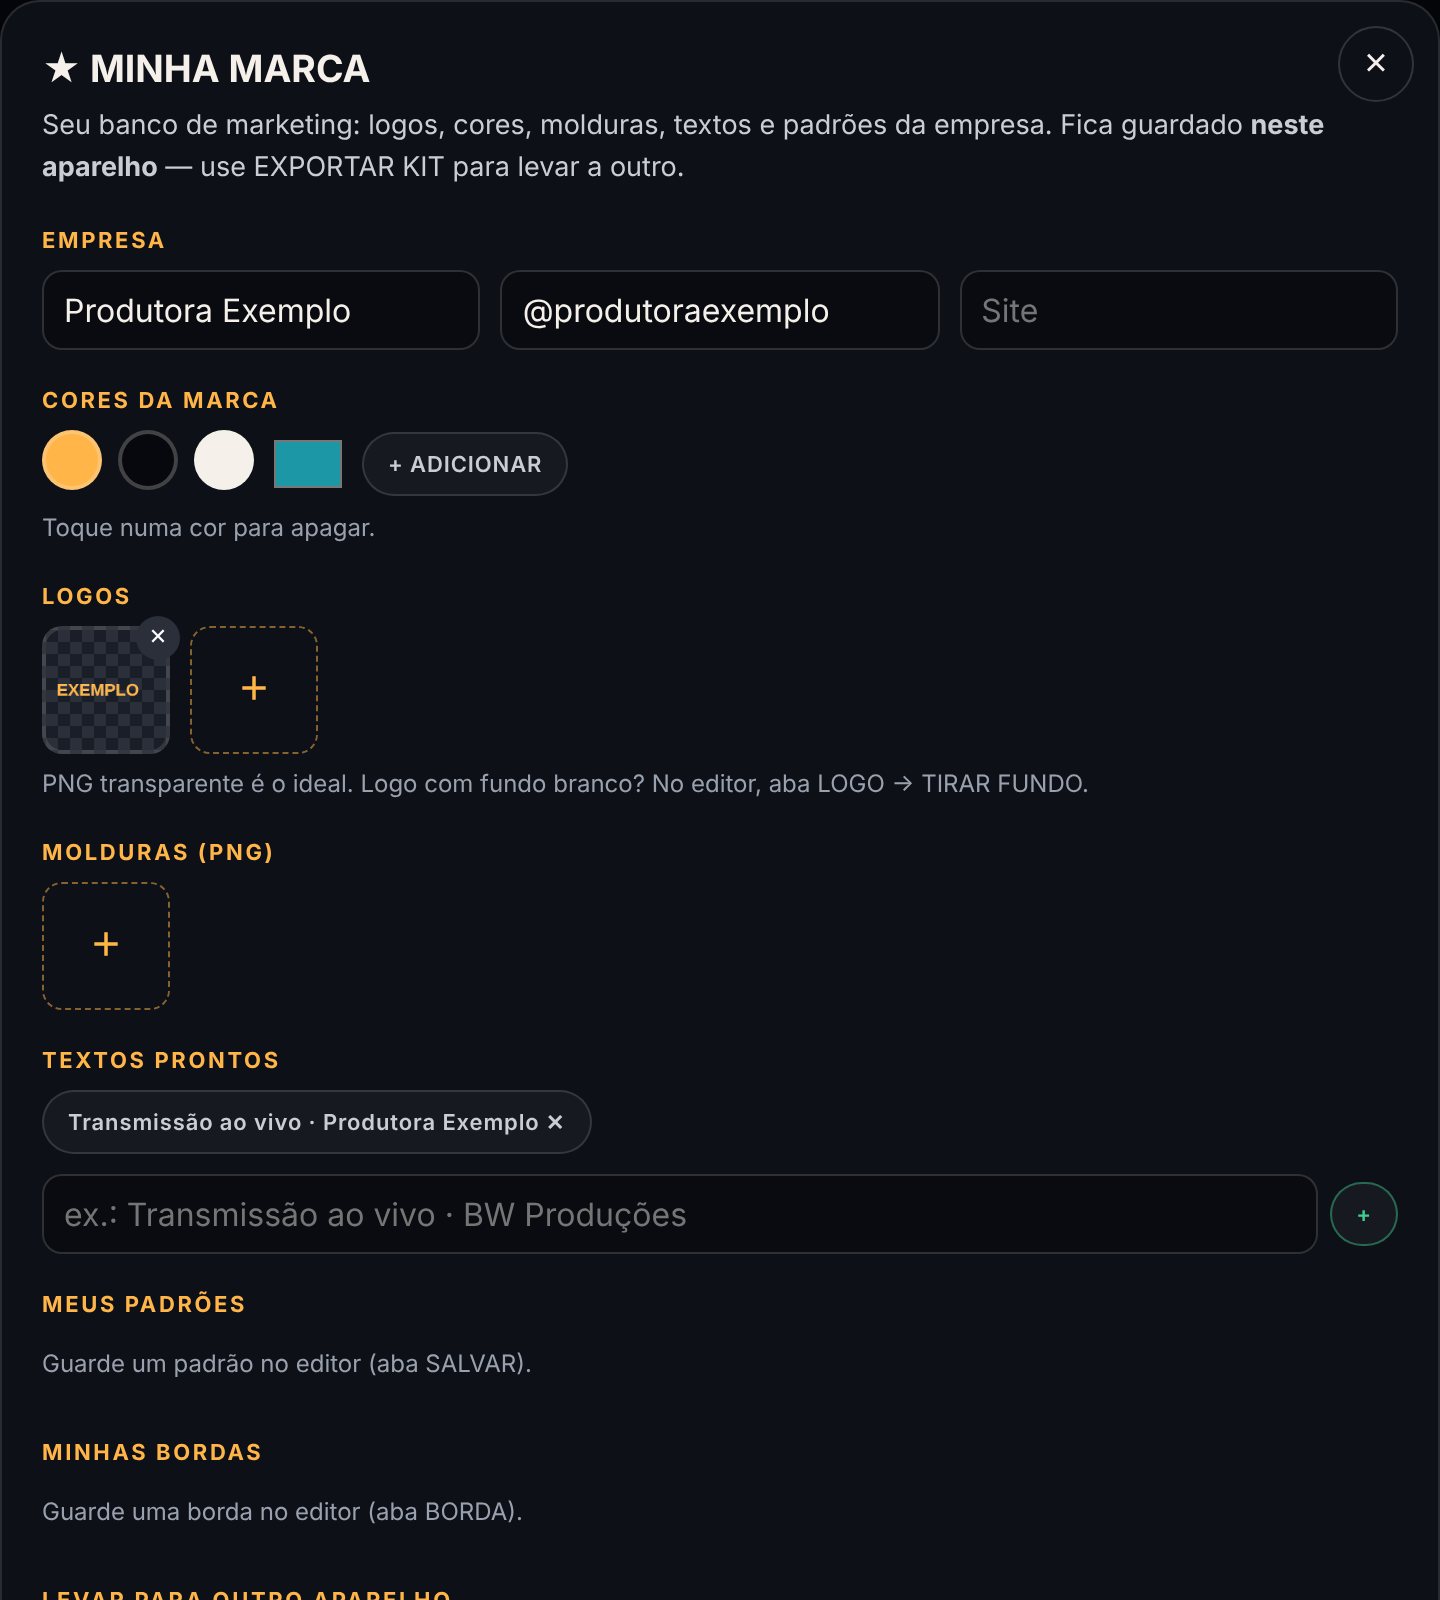 ★ MINHA MARCA
✕
Seu banco de marketing: logos, cores, molduras, textos e padrões da empresa. Fica guardado neste
aparelho — use EXPORTAR KIT para levar a outro.
EMPRESA
Produtora Exemplo
@produtoraexemplo
Site
CORES DA MARCA
+ ADICIONAR
Toque numa cor para apagar.
LOGOS
✕
EXEMPLO
+
PNG transparente é o ideal. Logo com fundo branco? No editor, aba LOGO → TIRAR FUNDO.
MOLDURAS (PNG)
+
TEXTOS PRONTOS
Transmissão ao vivo · Produtora Exemplo ✕
ex.: Transmissão ao vivo · BW Produções
+
MEUS PADRÕES
Guarde um padrão no editor (aba SALVAR).
MINHAS BORDAS
Guarde uma borda no editor (aba BORDA).
LEVAR PARA OUTRO APARELHO